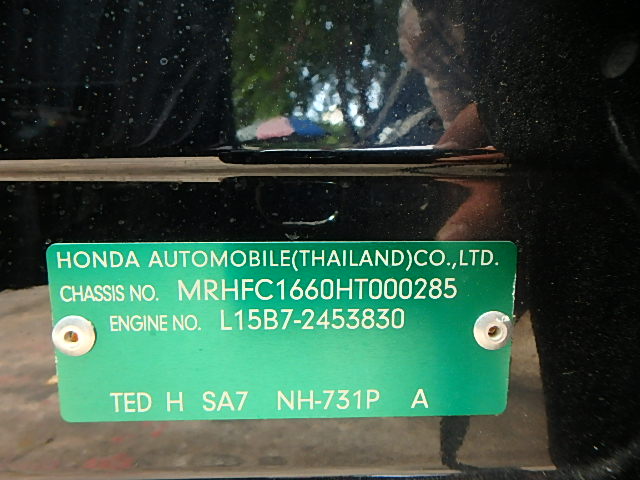 HONDA AUTOMOBILE(THAILAND)CO.,LTD.
CHASSIS NO. MRHFC1660HT000285
ENGINE NO. L15B7-2453830
TED H SA7 NH-731P A